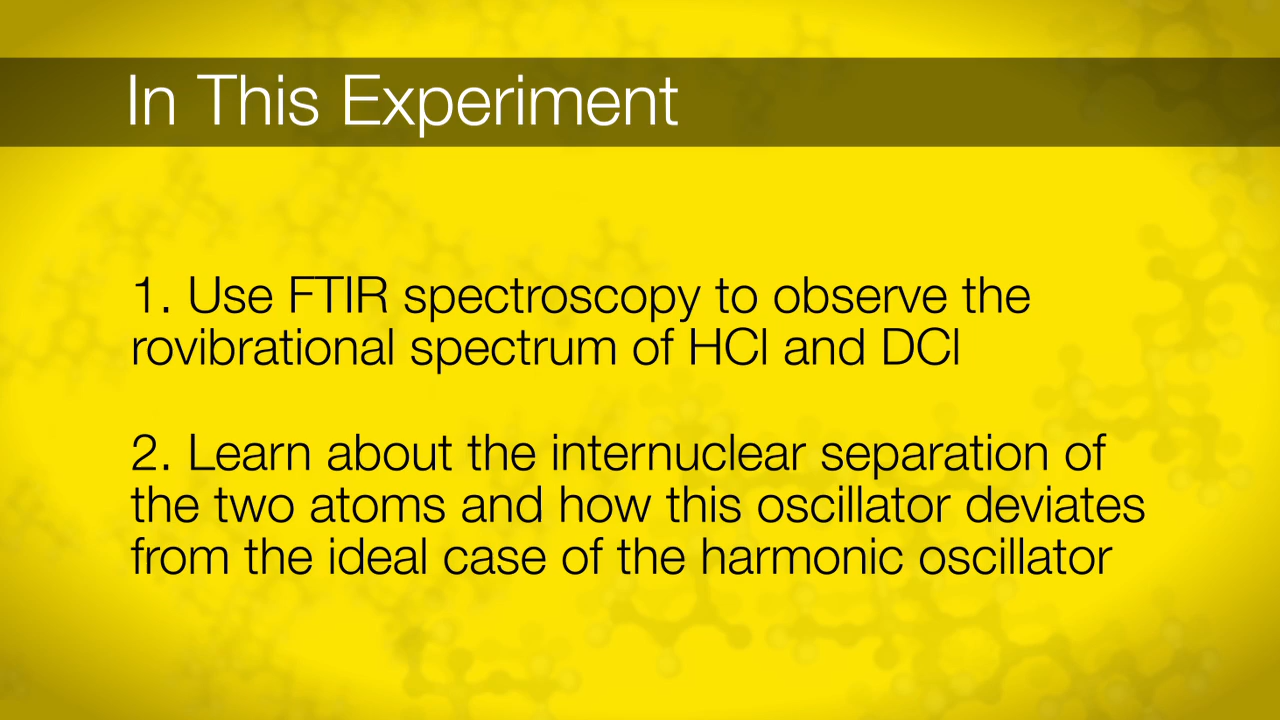 In This Experiment
1. Use FTIR spectroscopy to observe the
rovibrational spectrum of HCl and DCl
2. Learn about the internuclear separation of
the two atoms and how this oscillator deviates
from the ideal case of the harmonic oscillator